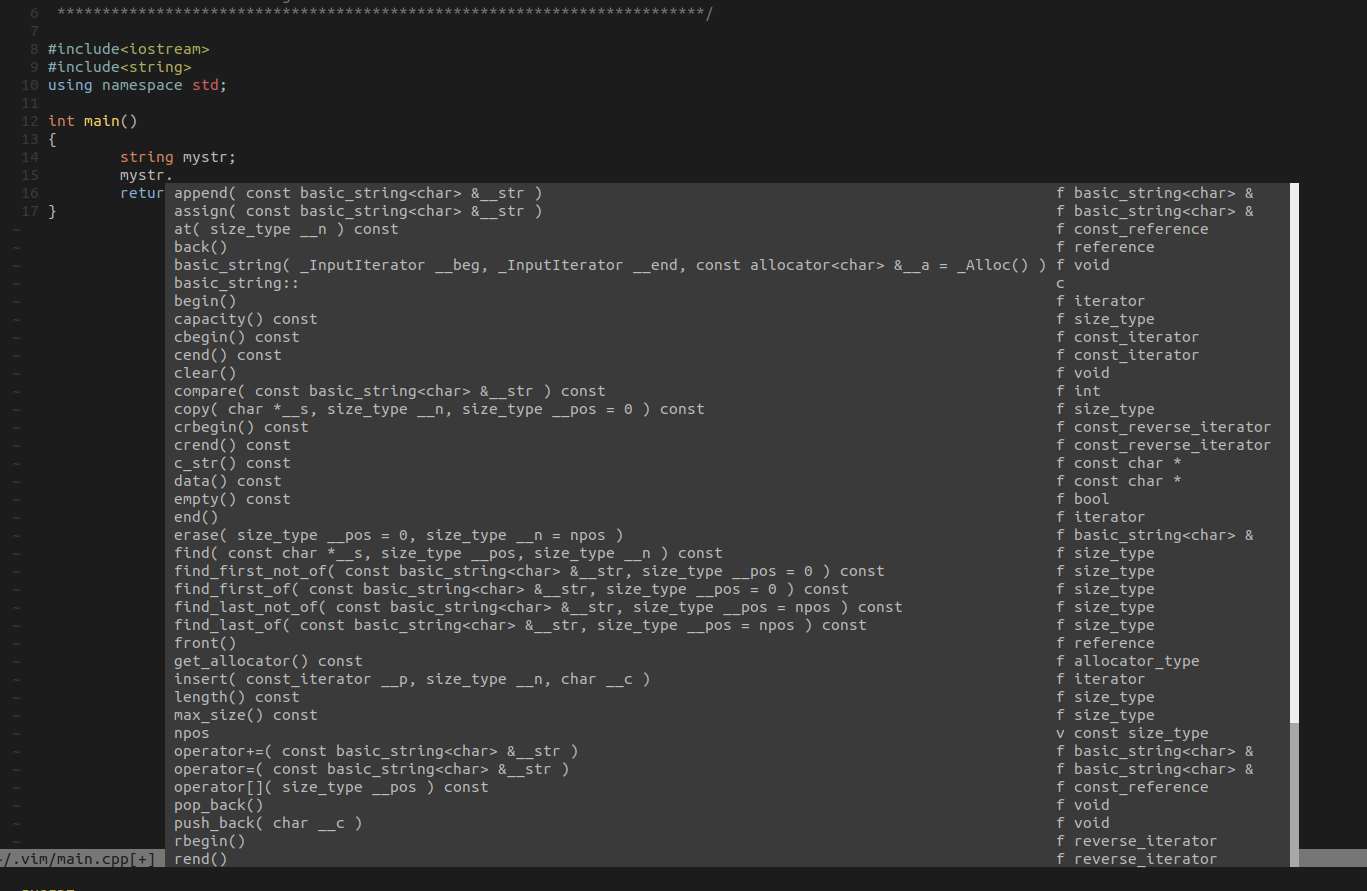 6  ************************************************************************/
7
8 #include<iostream>
9 #include<string>
10 using namespace std;
11
12 int main()
13 {
14         string mystr;
15         mystr.
16         retur append( const basic_string<char> &__str ) f basic_string<char> &
17 } assign( const basic_string<char> &__str ) f basic_string<char> &
~ at( size_type __n ) const f const_reference
~ back() f reference
~ basic_string( _InputIterator __beg, _InputIterator __end, const allocator<char> &__a = _Alloc() ) f void
~ basic_string:: c
~ begin() f iterator
~ capacity() const f size_type
~ cbegin() const f const_iterator
~ cend() const f const_iterator
~ clear() f void
~ compare( const basic_string<char> &__str ) const f int
~ copy( char *__s, size_type __n, size_type __pos = 0 ) const f size_type
~ crbegin() const f const_reverse_iterator
~ crend() const f const_reverse_iterator
~ c_str() const f const char *
~ data() const f const char *
~ empty() const f bool
~ end() f iterator
~ erase( size_type __pos = 0, size_type __n = npos ) f basic_string<char> &
~ find( const char *__s, size_type __pos, size_type __n ) const f size_type
~ find_first_not_of( const basic_string<char> &__str, size_type __pos = 0 ) const f size_type
~ find_first_of( const basic_string<char> &__str, size_type __pos = 0 ) const f size_type
~ find_last_not_of( const basic_string<char> &__str, size_type __pos = npos ) const f size_type
~ find_last_of( const basic_string<char> &__str, size_type __pos = npos ) const f size_type
~ front() f reference
~ get_allocator() const f allocator_type
~ insert( const_iterator __p, size_type __n, char __c ) f iterator
~ length() const f size_type
~ max_size() const f size_type
~ npos v const size_type
~ operator+=( const basic_string<char> &__str ) f basic_string<char> &
~ operator=( const basic_string<char> &__str ) f basic_string<char> &
~ operator[]( size_type __pos ) const f const_reference
~ pop_back() f void
~ push_back( char __c ) f void
~ rbegin() f reverse_iterator
~/.vim/main.cpp[+] rend() f reverse_iterator